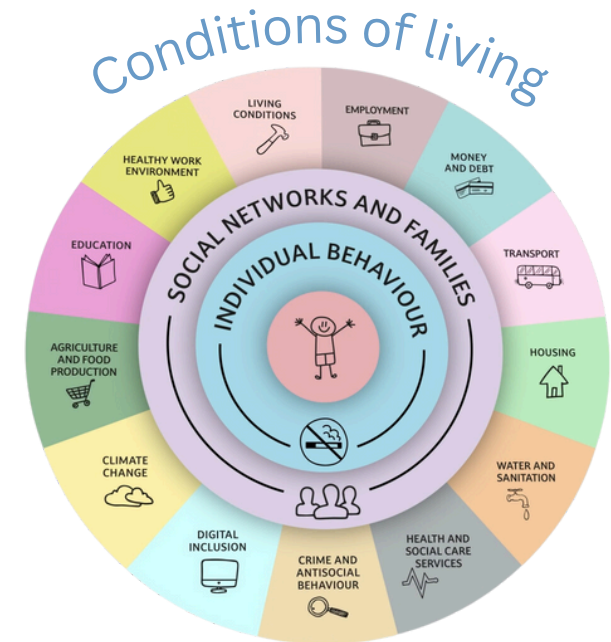 Conditions of living
LIVING
CONDITIONS
EMPLOYMENT
MONEY
AND DEBT
TRANSPORT
HOUSING
WATER AND
SANITATION
HEALTH AND
SOCIAL CARE
SERVICES
CRIME AND
ANTISOCIAL
BEHAVIOUR
DIGITAL
INCLUSION
CLIMATE
CHANGE
AGRICULTURE
AND FOOD
PRODUCTION
EDUCATION
HEALTHY WORK
ENVIRONMENT
SOCIAL NETWORKS AND FAMILIES
INDIVIDUAL BEHAVIOUR